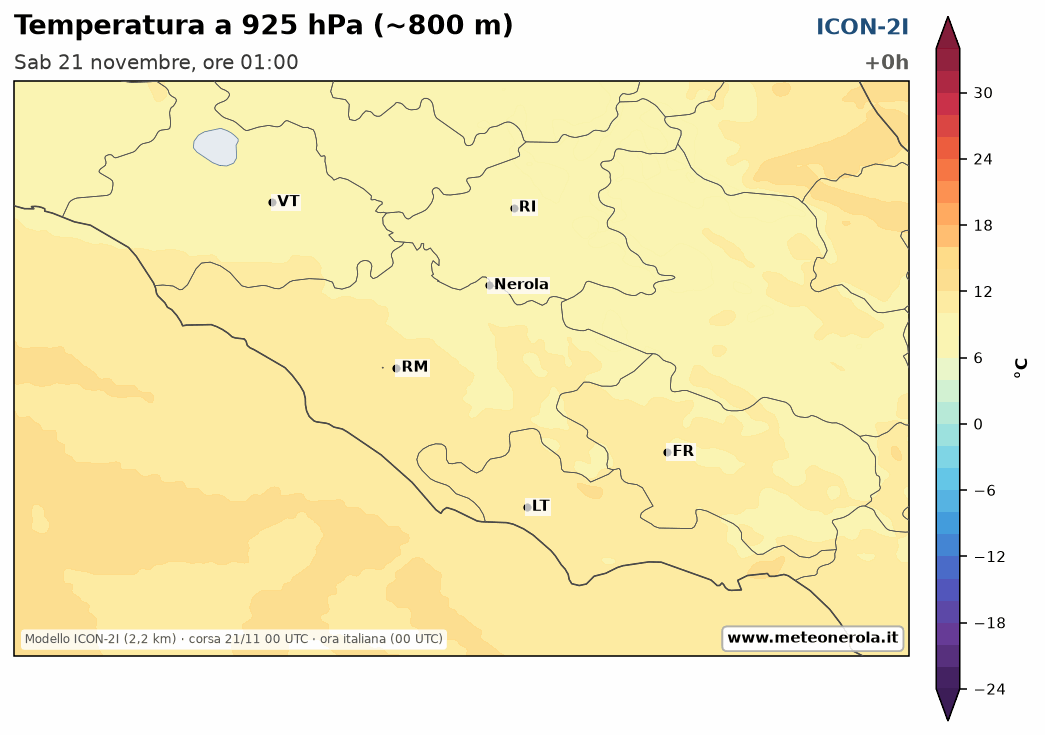 Temperatura a 925 hPa (~800 m)
ICON-2I
Sab 21 novembre, ore 01:00
+0h
VT
RI
Nerola
RM
FR
LT
30
24
18
12
6
0
−6
−12
−18
−24
°C
Modello ICON-2I (2,2 km) · corsa 21/11 00 UTC · ora italiana (00 UTC)
www.meteonerola.it